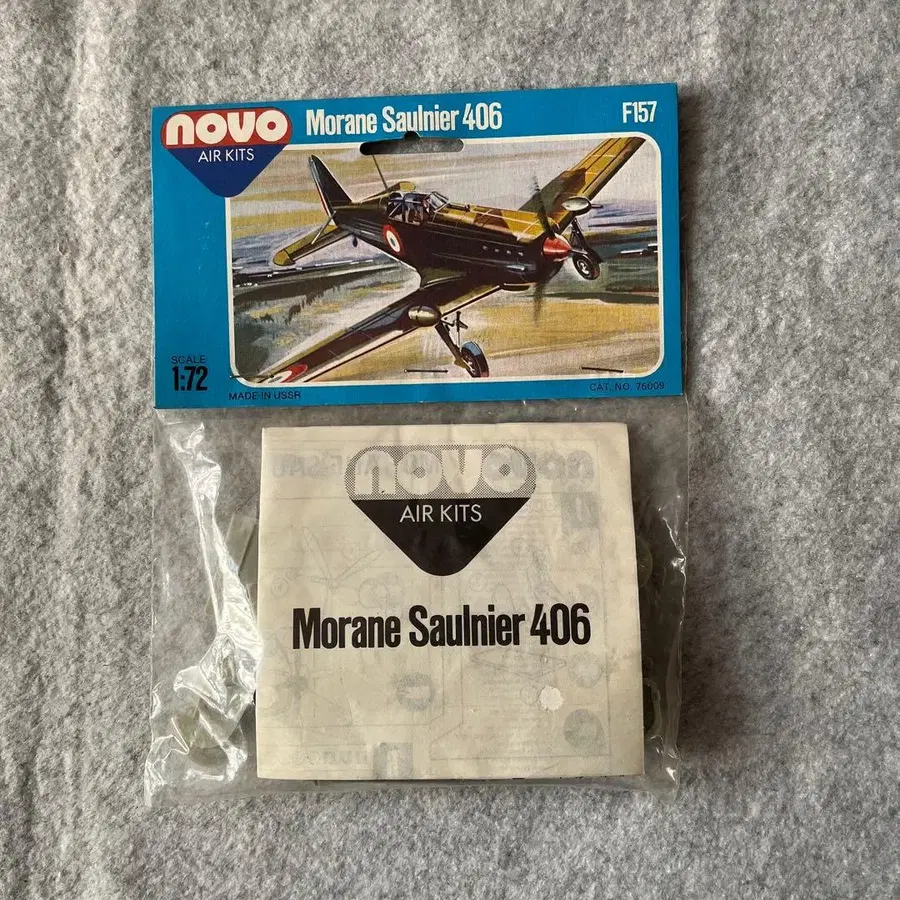 novo
AIR KITS
Morane Saulnier 406
F157
SCALE
1:72
MADE IN USSR
CAT. NO. 76009
novo
AIR KITS
Morane Saulnier 406